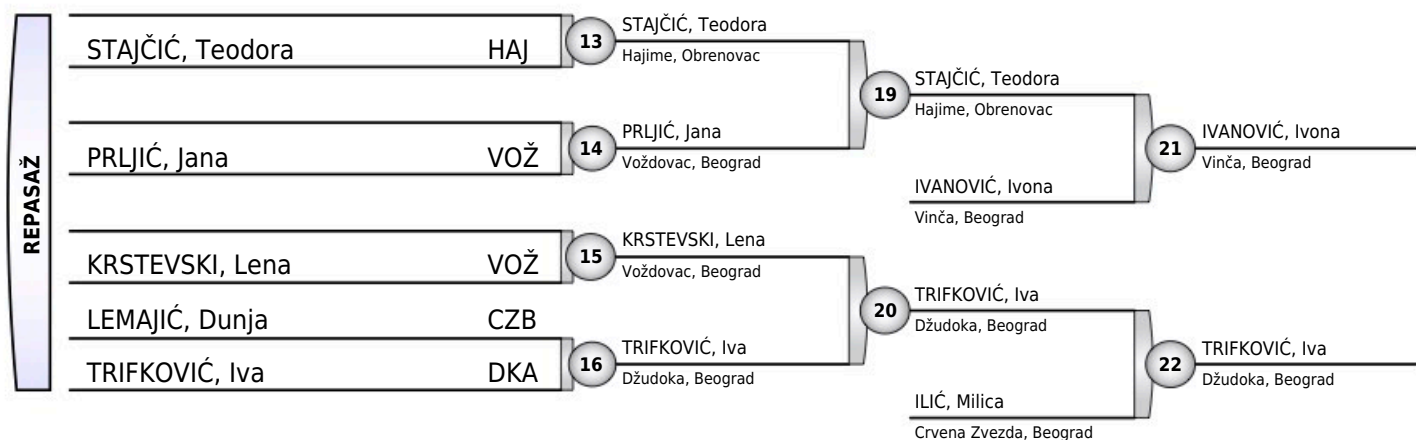 REPASAŽ
STAJČIĆ, Teodora HAJ
PRLJIĆ, Jana VOŽ
KRSTEVSKI, Lena VOŽ
LEMAJIĆ, Dunja CZB
TRIFKOVIĆ, Iva DKA
13
STAJČIĆ, Teodora
Hajime, Obrenovac
14
PRLJIĆ, Jana
Voždovac, Beograd
15
KRSTEVSKI, Lena
Voždovac, Beograd
16
TRIFKOVIĆ, Iva
Džudoka, Beograd
19
STAJČIĆ, Teodora
Hajime, Obrenovac
IVANOVIĆ, Ivona
Vinča, Beograd
20
TRIFKOVIĆ, Iva
Džudoka, Beograd
ILIĆ, Milica
Crvena Zvezda, Beograd
21
IVANOVIĆ, Ivona
Vinča, Beograd
22
TRIFKOVIĆ, Iva
Džudoka, Beograd